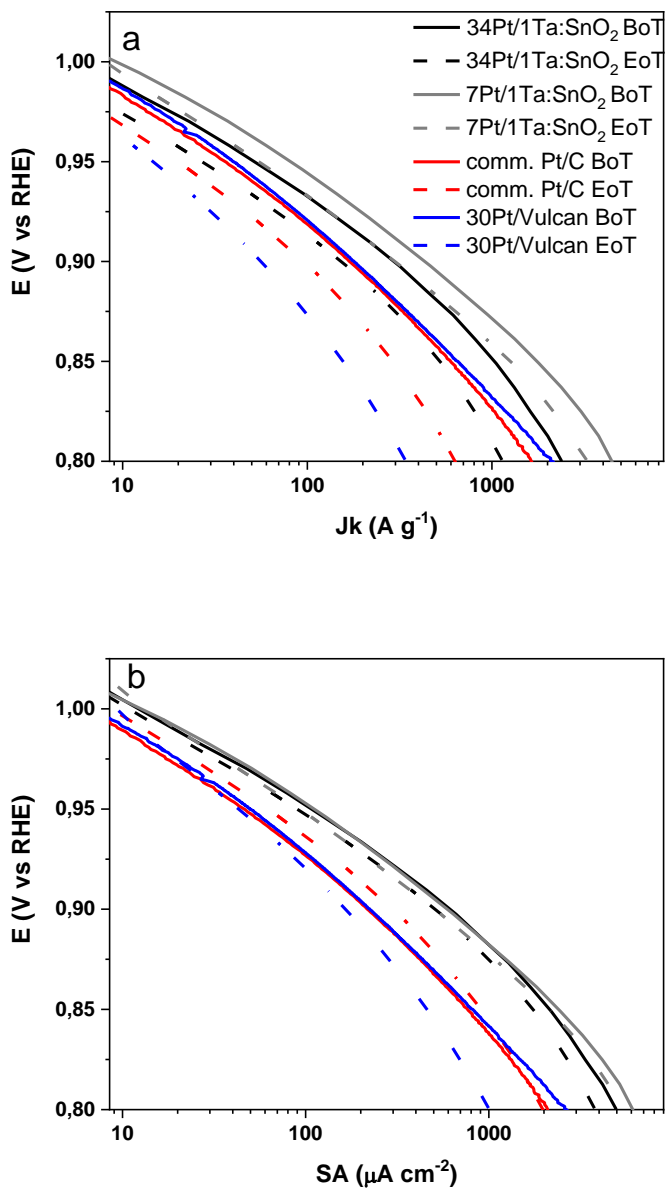 a
34Pt/1Ta:SnO₂ BoT
34Pt/1Ta:SnO₂ EoT
7Pt/1Ta:SnO₂ BoT
7Pt/1Ta:SnO₂ EoT
comm. Pt/C BoT
comm. Pt/C EoT
30Pt/Vulcan BoT
30Pt/Vulcan EoT
1,00
0,95
0,90
0,85
0,80
E (V vs RHE)
10
100
1000
Jk (A g⁻¹)
b
1,00
0,95
0,90
0,85
0,80
E (V vs RHE)
10
100
1000
SA (μA cm⁻²)